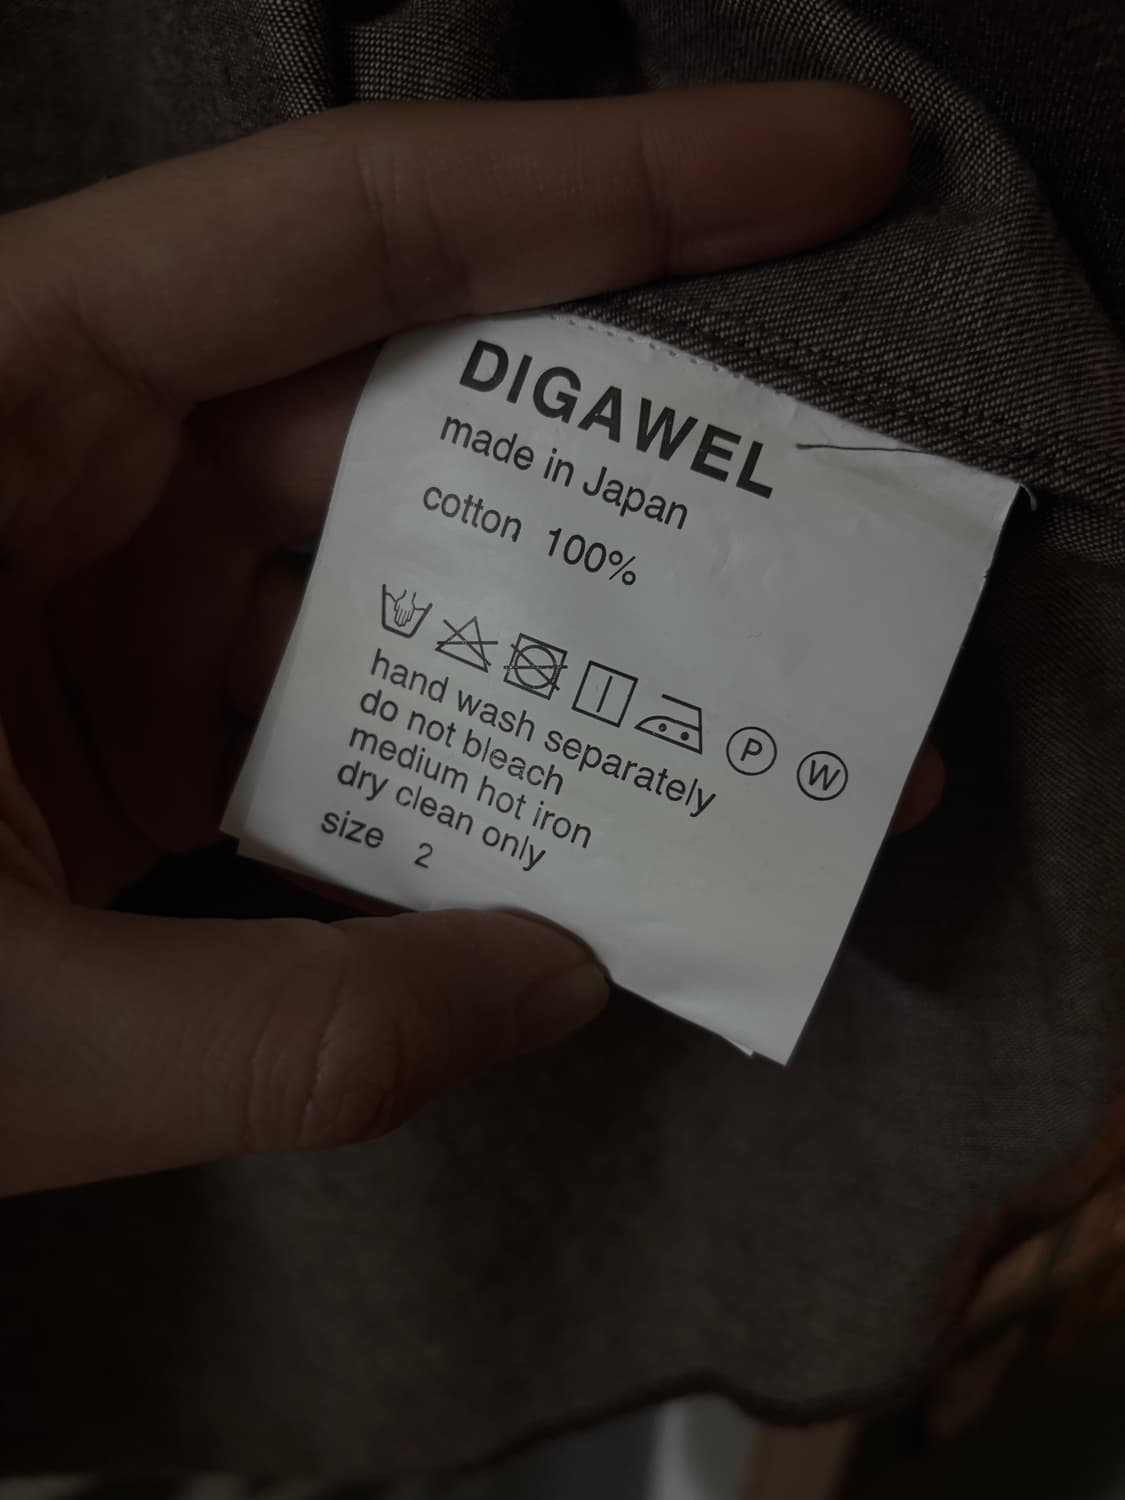 DIGAWEL
made in Japan
cotton 100%
P W
hand wash separately
do not bleach
medium hot iron
dry clean only
size 2